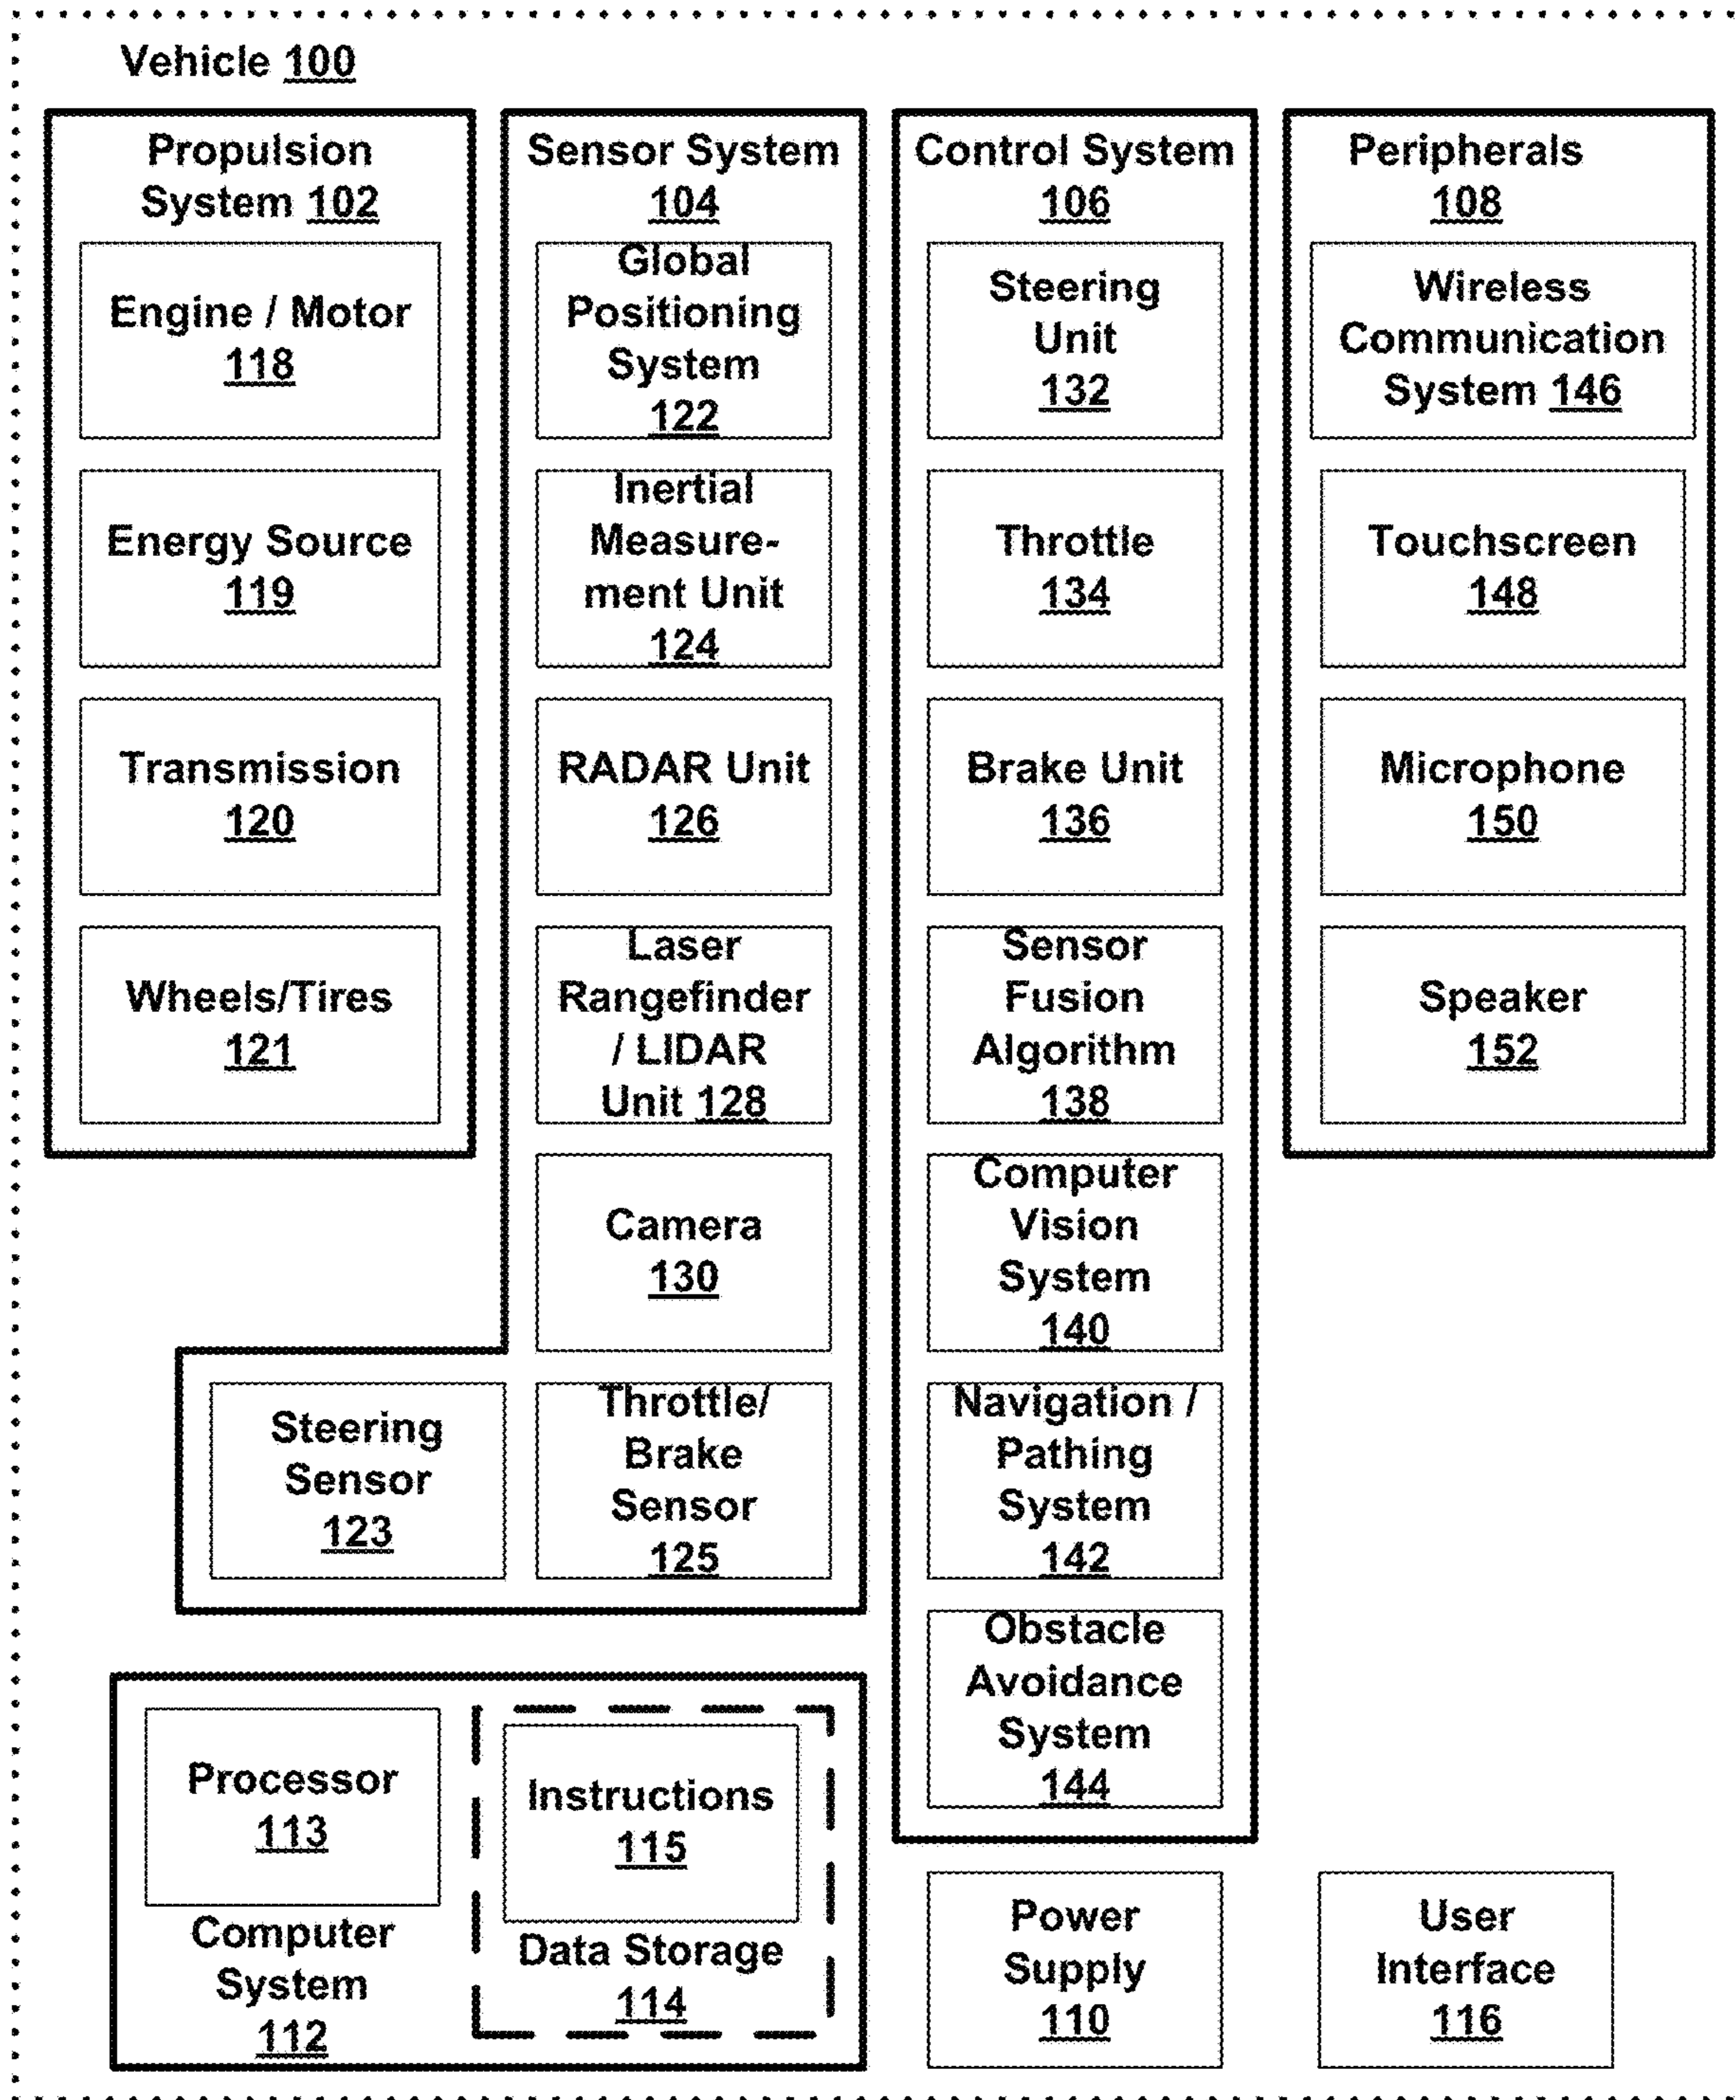 Vehicle 100
Propulsion
System 102
Engine / Motor
118
Energy Source
119
Transmission
120
Wheels/Tires
121
Sensor System
104
Global
Positioning
System
122
Inertial
Measure-
ment Unit
124
RADAR Unit
126
Laser
Rangefinder
/ LIDAR
Unit 128
Camera
130
Steering
Sensor
123
Throttle/
Brake
Sensor
125
Control System
106
Steering
Unit
132
Throttle
134
Brake Unit
136
Sensor
Fusion
Algorithm
138
Computer
Vision
System
140
Navigation /
Pathing
System
142
Obstacle
Avoidance
System
144
Peripherals
108
Wireless
Communication
System 146
Touchscreen
148
Microphone
150
Speaker
152
Processor
113
Computer
System
112
Instructions
115
Data Storage
114
Power
Supply
110
User
Interface
116